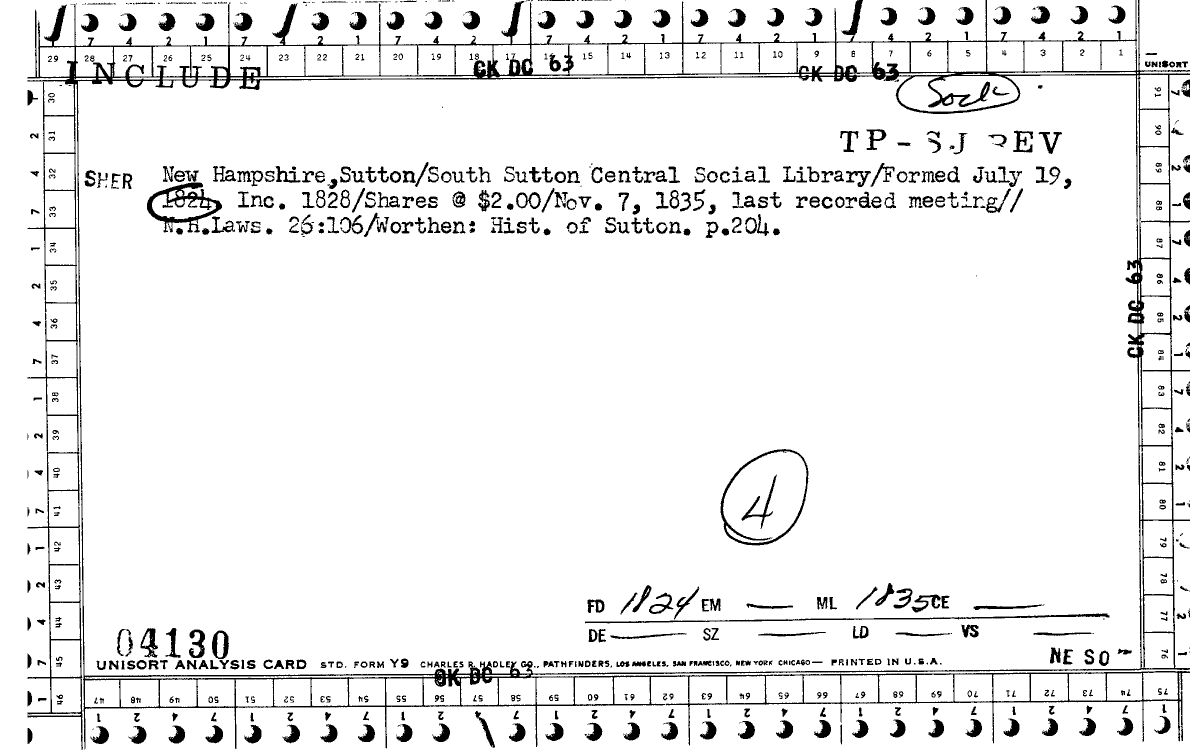 7 4 2 1 4 2 1 7 4 2 1 7 4 2 1 7 4 2 1 7 4 2 1
29 28 27 26 25 24 23 22 21 20 19 18 17 16 15 14 13 12 11 10 9 8 7 6 5 4 3 2 1
UNISORT
INCLUDE
CK DC 63
CK DC 63
Socl
TP-SJ REV
SHER New Hampshire,Sutton/South Sutton Central Social Library/Formed July 19,
1824, Inc. 1828/Shares @ $2.00/Nov. 7, 1835, last recorded meeting//
N.H.Laws. 26:106/Worthen: Hist. of Sutton. p.204.
CK DC 63
4
FD 1824 EM — ML 1835 CE —
DE — SZ — LD — VS —
04130
NE SO
UNISORT ANALYSIS CARD STD. FORM Y9 CHARLES R. HADLEY CO., PATHFINDERS, LOS ANGELES, SAN FRANCISCO, NEW YORK CHICAGO — PRINTED IN U.S.A.
CK DC 63
30 31 32 33 34 35 36 37 38 39 40 41 42 43 44 45 46
91 90 89 88 87 86 85 84 83 82 81 80 79 78 77 76 75
47 48 49 50 51 52 53 54 55 56 57 58 59 60 61 62 63 64 65 66 67 68 69 70 71 72 73 74